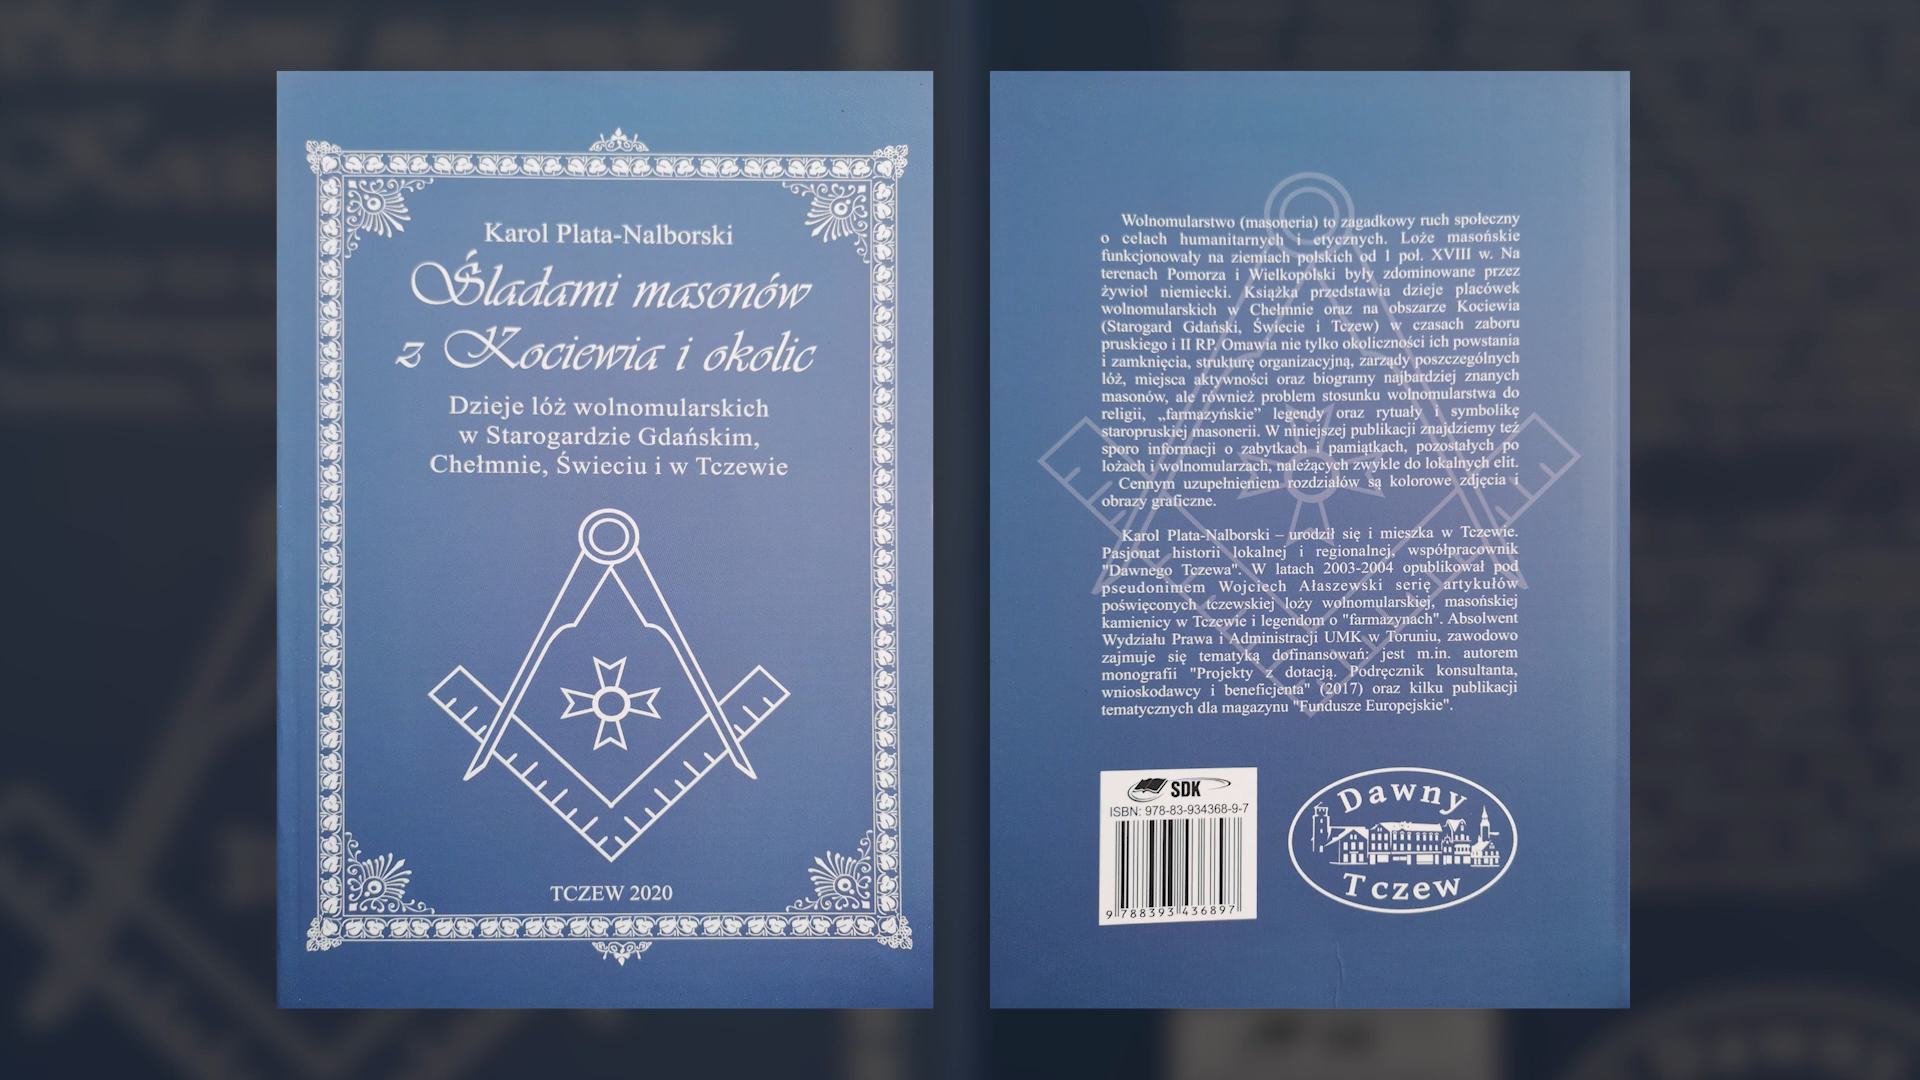 Karol Plata-Nalborski
Śladami masonów
z Kociewia i okolic
Dzieje lóż wolnomularskich
w Starogardzie Gdańskim,
Chełmnie, Świeciu i w Tczewie
TCZEW 2020
Wolnomularstwo (masoneria) to zagadkowy ruch społeczny
o celach humanitarnych i etycznych. Loże masońskie
funkcjonowały na ziemiach polskich od 1 poł. XVIII w. Na
terenach Pomorza i Wielkopolski były zdominowane przez
żywioł niemiecki. Książka przedstawia dzieje placówek
wolnomularskich w Chełmnie oraz na obszarze Kociewia
(Starogard Gdański, Świecie i Tczew) w czasach zaboru
pruskiego i II RP. Omawia nie tylko okoliczności ich powstania
i zamknięcia, strukturę organizacyjną, zarządy poszczególnych
lóż, miejsca aktywności oraz biogramy najbardziej znanych
masonów, ale również problem stosunku wolnomularstwa do
religii, „farmazyńskie” legendy oraz rytuały i symbolikę
staropruskiej masonerii. W niniejszej publikacji znajdziemy też
sporo informacji o zabytkach i pamiątkach, pozostałych po
lożach i wolnomularzach, należących zwykle do lokalnych elit.
Cennym uzupełnieniem rozdziałów są kolorowe zdjęcia i
obrazy graficzne.
Karol Plata-Nalborski – urodził się i mieszka w Tczewie.
Pasjonat historii lokalnej i regionalnej, współpracownik
"Dawnego Tczewa". W latach 2003-2004 opublikował pod
pseudonimem Wojciech Ałaszewski serię artykułów
poświęconych tczewskiej loży wolnomularskiej, masońskiej
kamienicy w Tczewie i legendom o "farmazynach". Absolwent
Wydziału Prawa i Administracji UMK w Toruniu, zawodowo
zajmuje się tematyką dofinansowań: jest m.in. autorem
monografii "Projekty z dotacją. Podręcznik konsultanta,
wnioskodawcy i beneficjenta" (2017) oraz kilku publikacji
tematycznych dla magazynu "Fundusze Europejskie".
SDK
ISBN: 978-83-934368-9-7
9 788393 436897
Dawny
Tczew